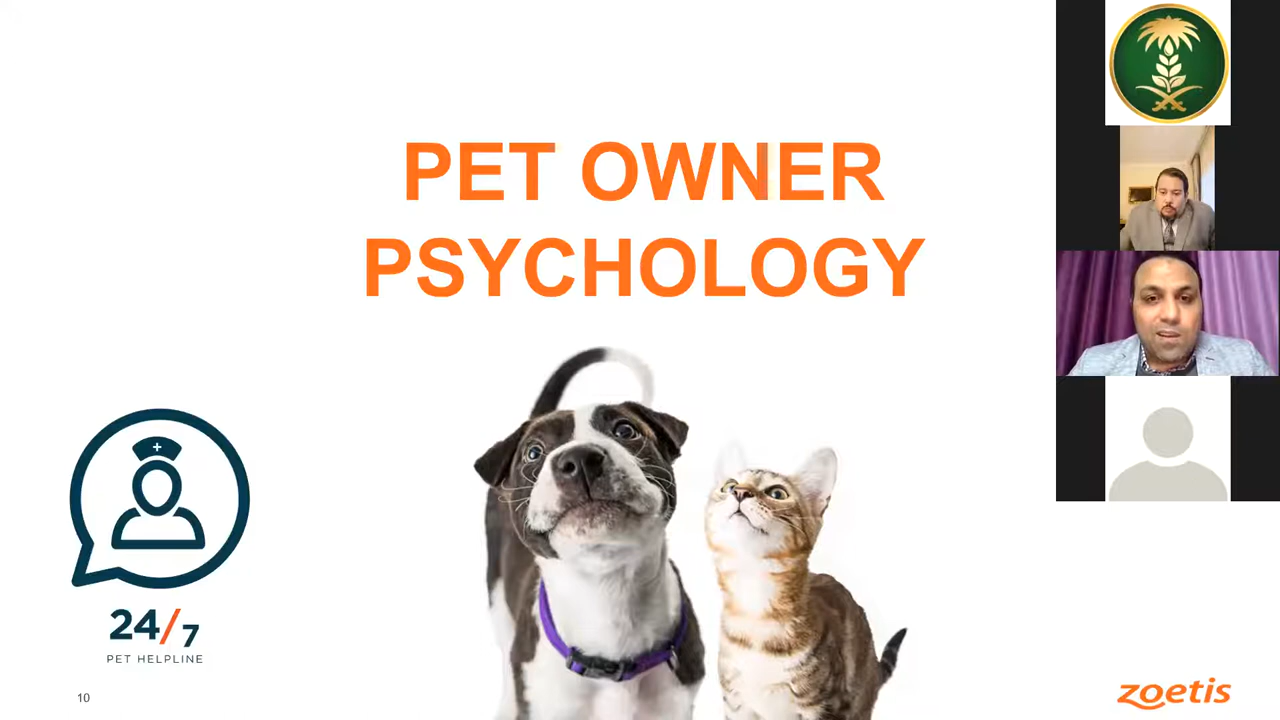 PET OWNER
PSYCHOLOGY
24/7
PET HELPLINE
10
zoetis